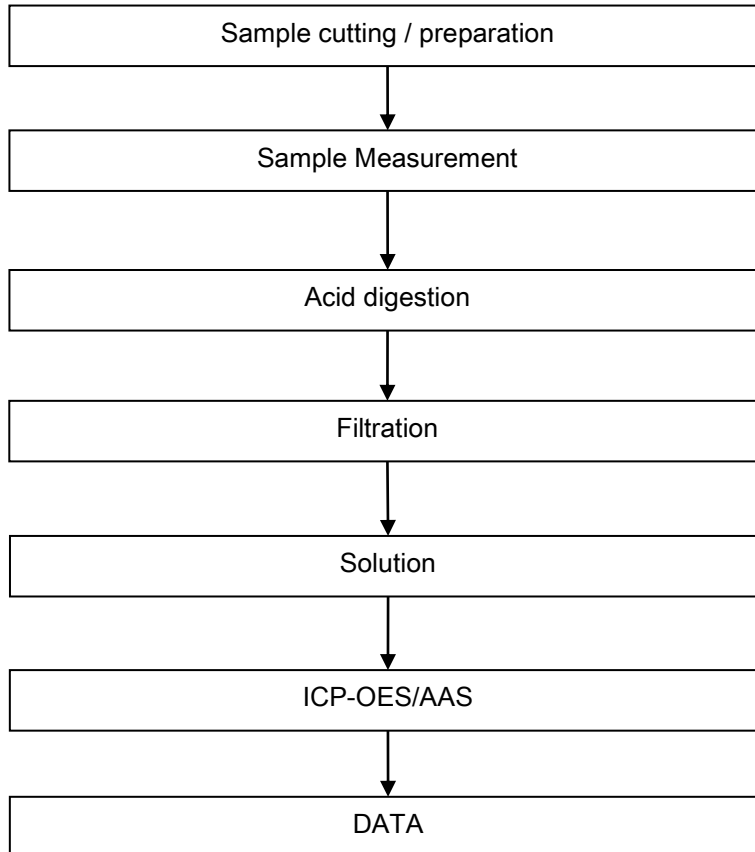 Sample cutting / preparation
Sample Measurement
Acid digestion
Filtration
Solution
ICP-OES/AAS
DATA